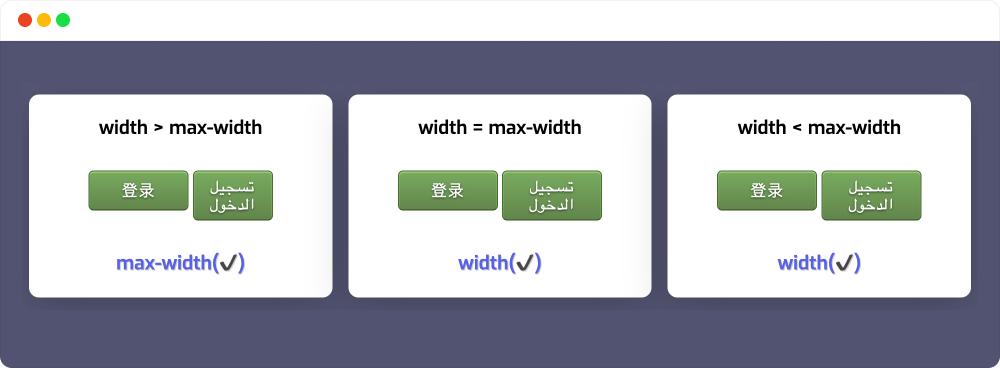 width > max-width
登录
تسجيل
الدخول
max-width(✔)
width = max-width
登录
تسجيل
الدخول
width(✔)
width < max-width
登录
تسجيل
الدخول
width(✔)